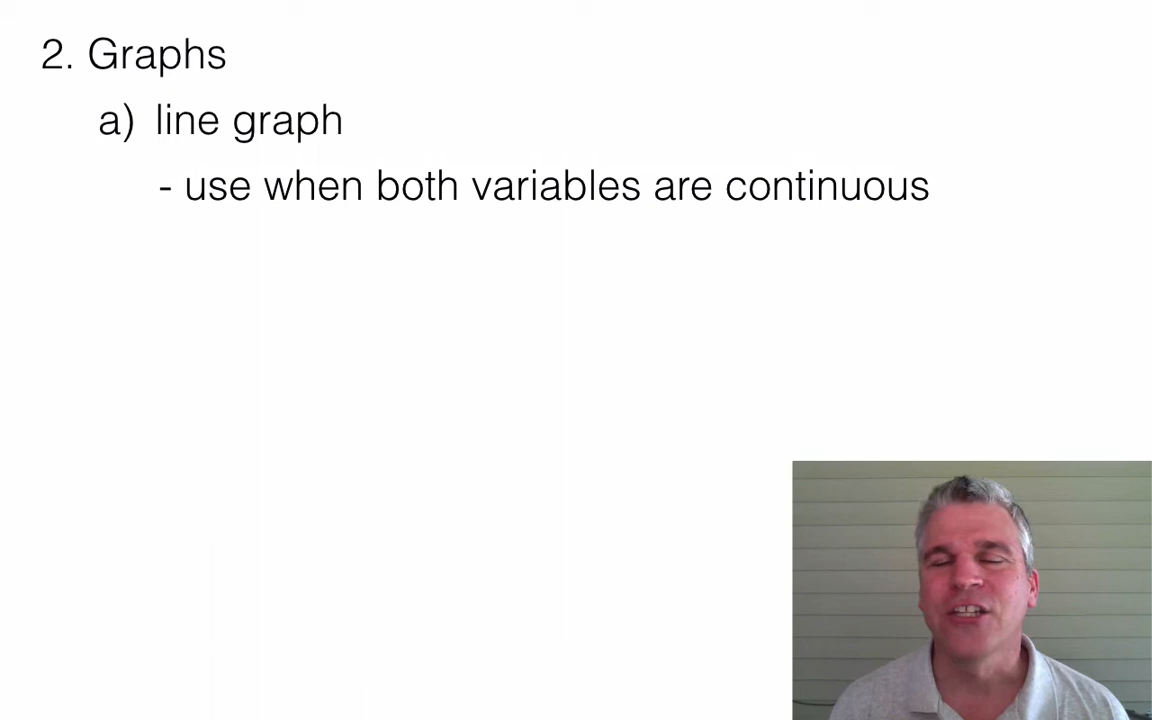 2. Graphs
a) line graph
- use when both variables are continuous